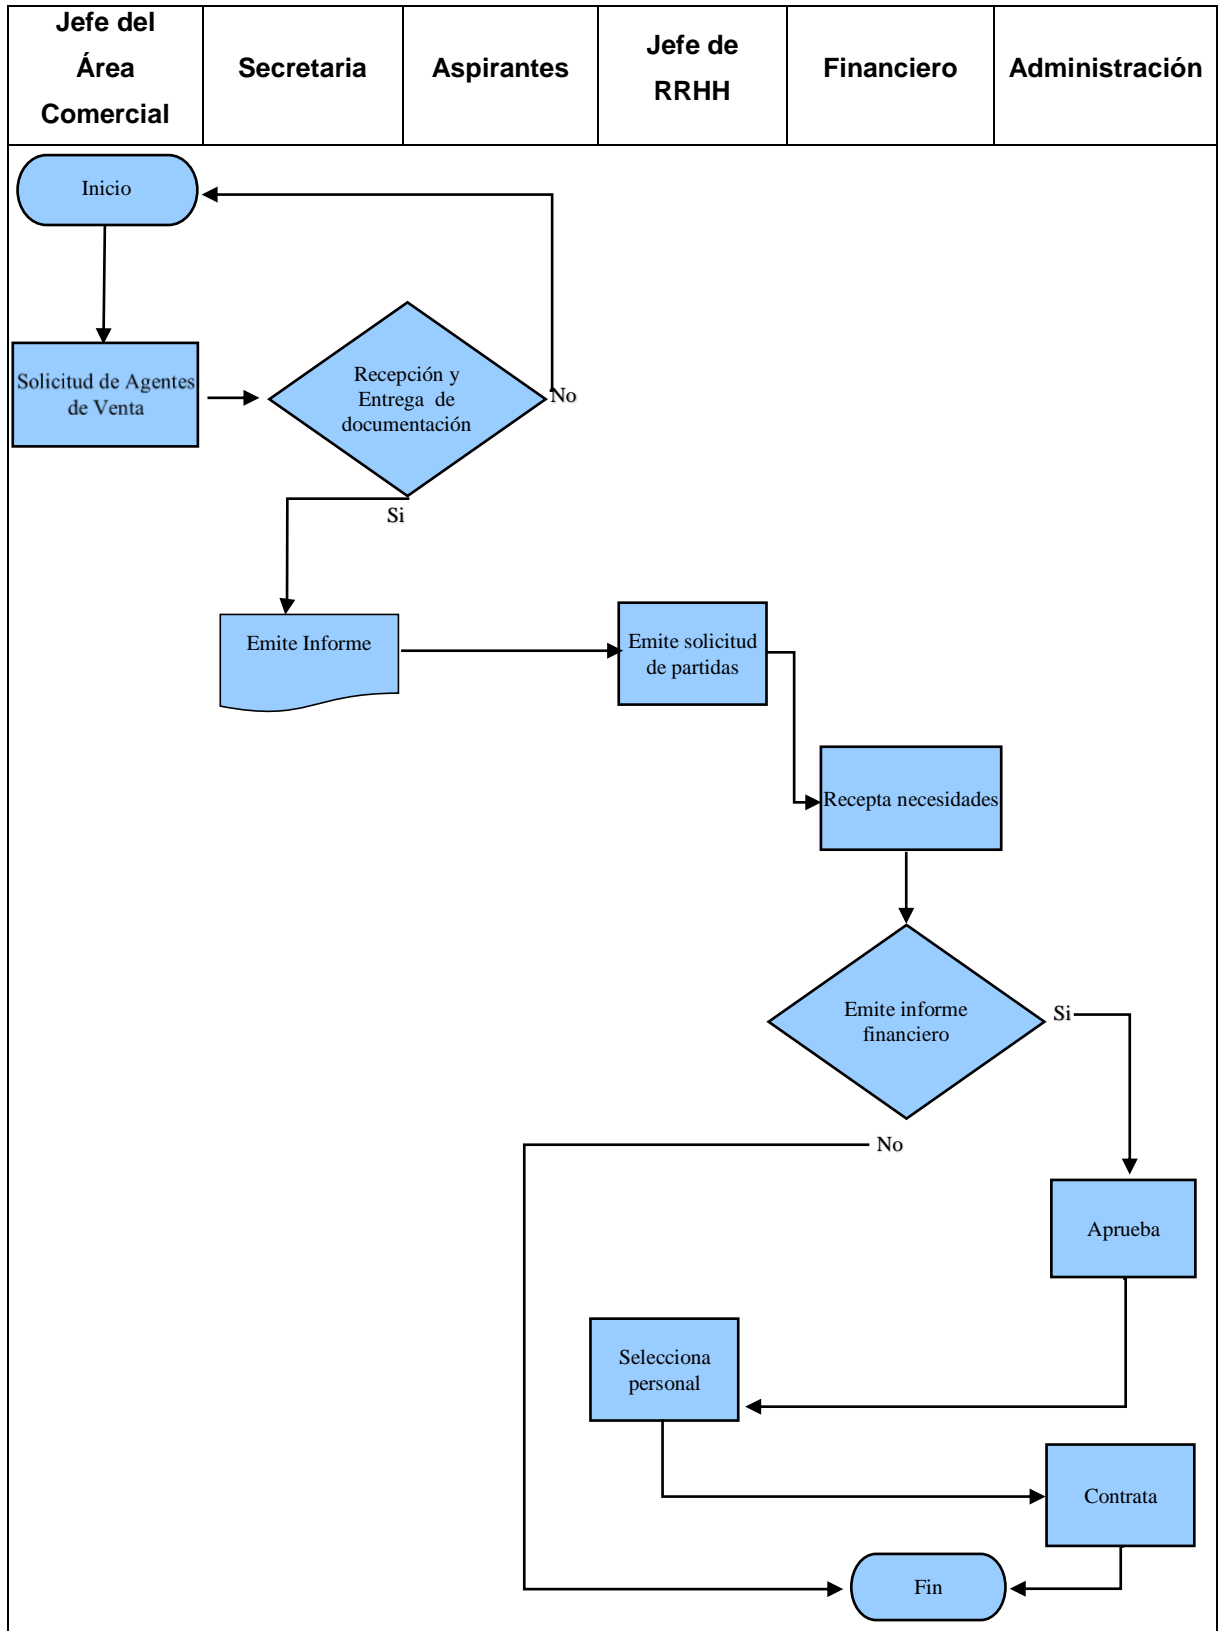 Jefe del
Área
Comercial
Secretaria
Aspirantes
Jefe de
RRHH
Financiero
Administración
Inicio
Solicitud de Agentes
de Venta
Recepción y
Entrega de
documentación
No
Si
Emite Informe
Emite solicitud
de partidas
Recepta necesidades
Emite informe
financiero
Si
No
Aprueba
Selecciona
personal
Contrata
Fin